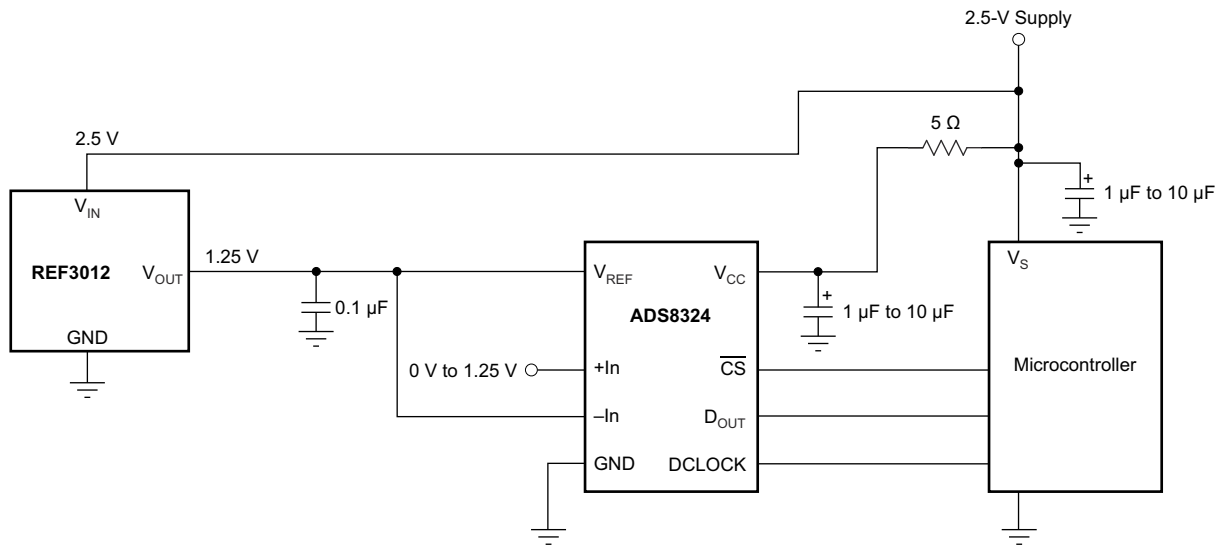 2.5-V Supply
5 Ω
2.5 V
+
1 µF to 10 µF
V_IN
REF3012
V_OUT
GND
1.25 V
0.1 µF
0 V to 1.25 V
V_REF
V_CC
ADS8324
+In
C̅S̅
–In
D_OUT
GND
DCLOCK
+
1 µF to 10 µF
V_S
Microcontroller